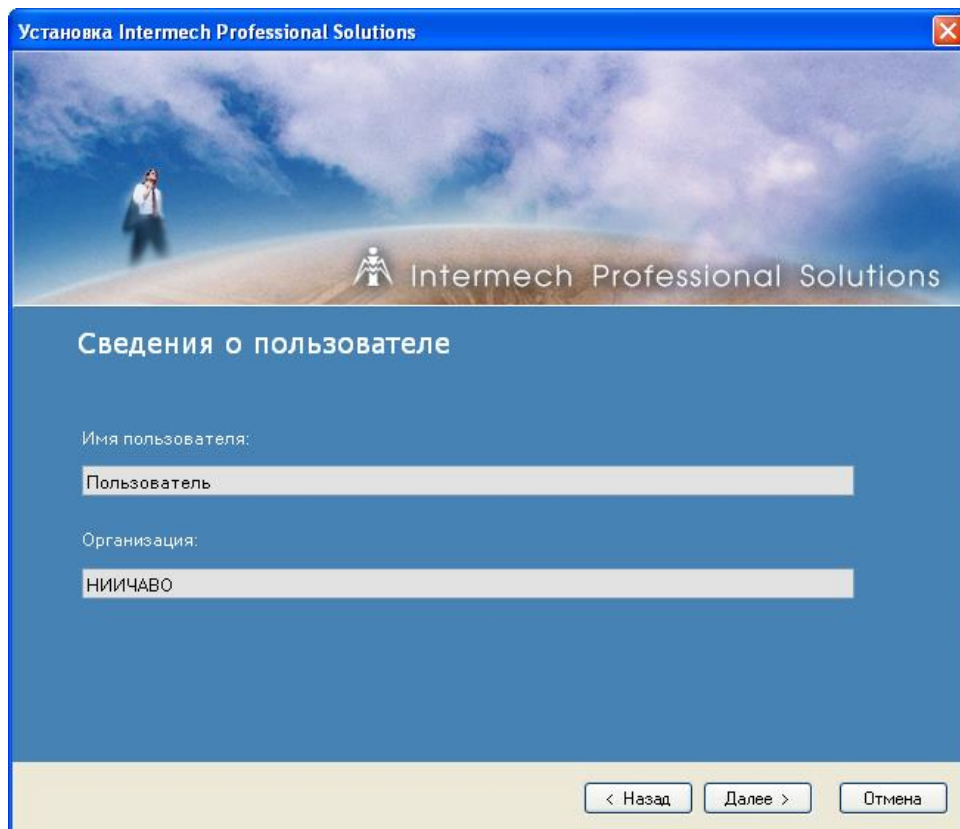 Установка Intermech Professional Solutions
Intermech Professional Solutions
Сведения о пользователе
Имя пользователя:
Пользователь
Организация:
НИИЧАВО
< Назад
Далее >
Отмена